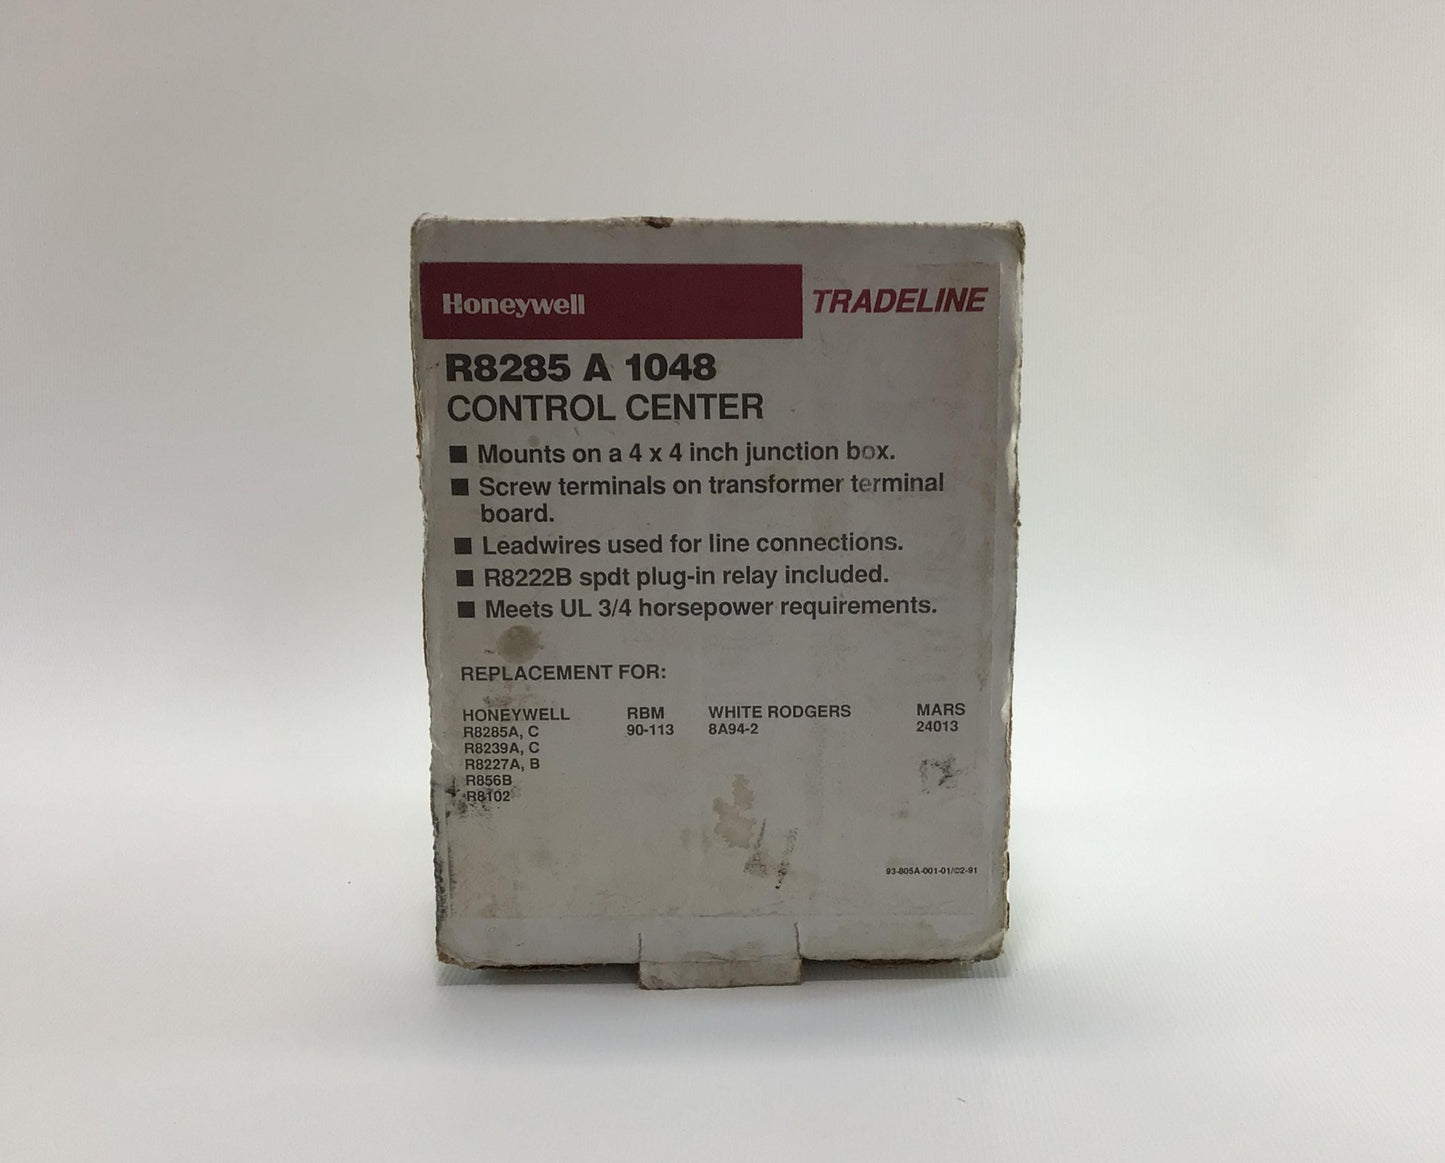 Honeywell
TRADELINE
R8285 A 1048
CONTROL CENTER
■ Mounts on a 4 x 4 inch junction box.
■ Screw terminals on transformer terminal
board.
■ Leadwires used for line connections.
■ R8222B spdt plug-in relay included.
■ Meets UL 3/4 horsepower requirements.
REPLACEMENT FOR:
HONEYWELL RBM WHITE RODGERS MARS
R8285A, C 90-113 8A94-2 24013
R8239A, C
R8227A, B
R856B
R8102
93-805A-001-01/02-91